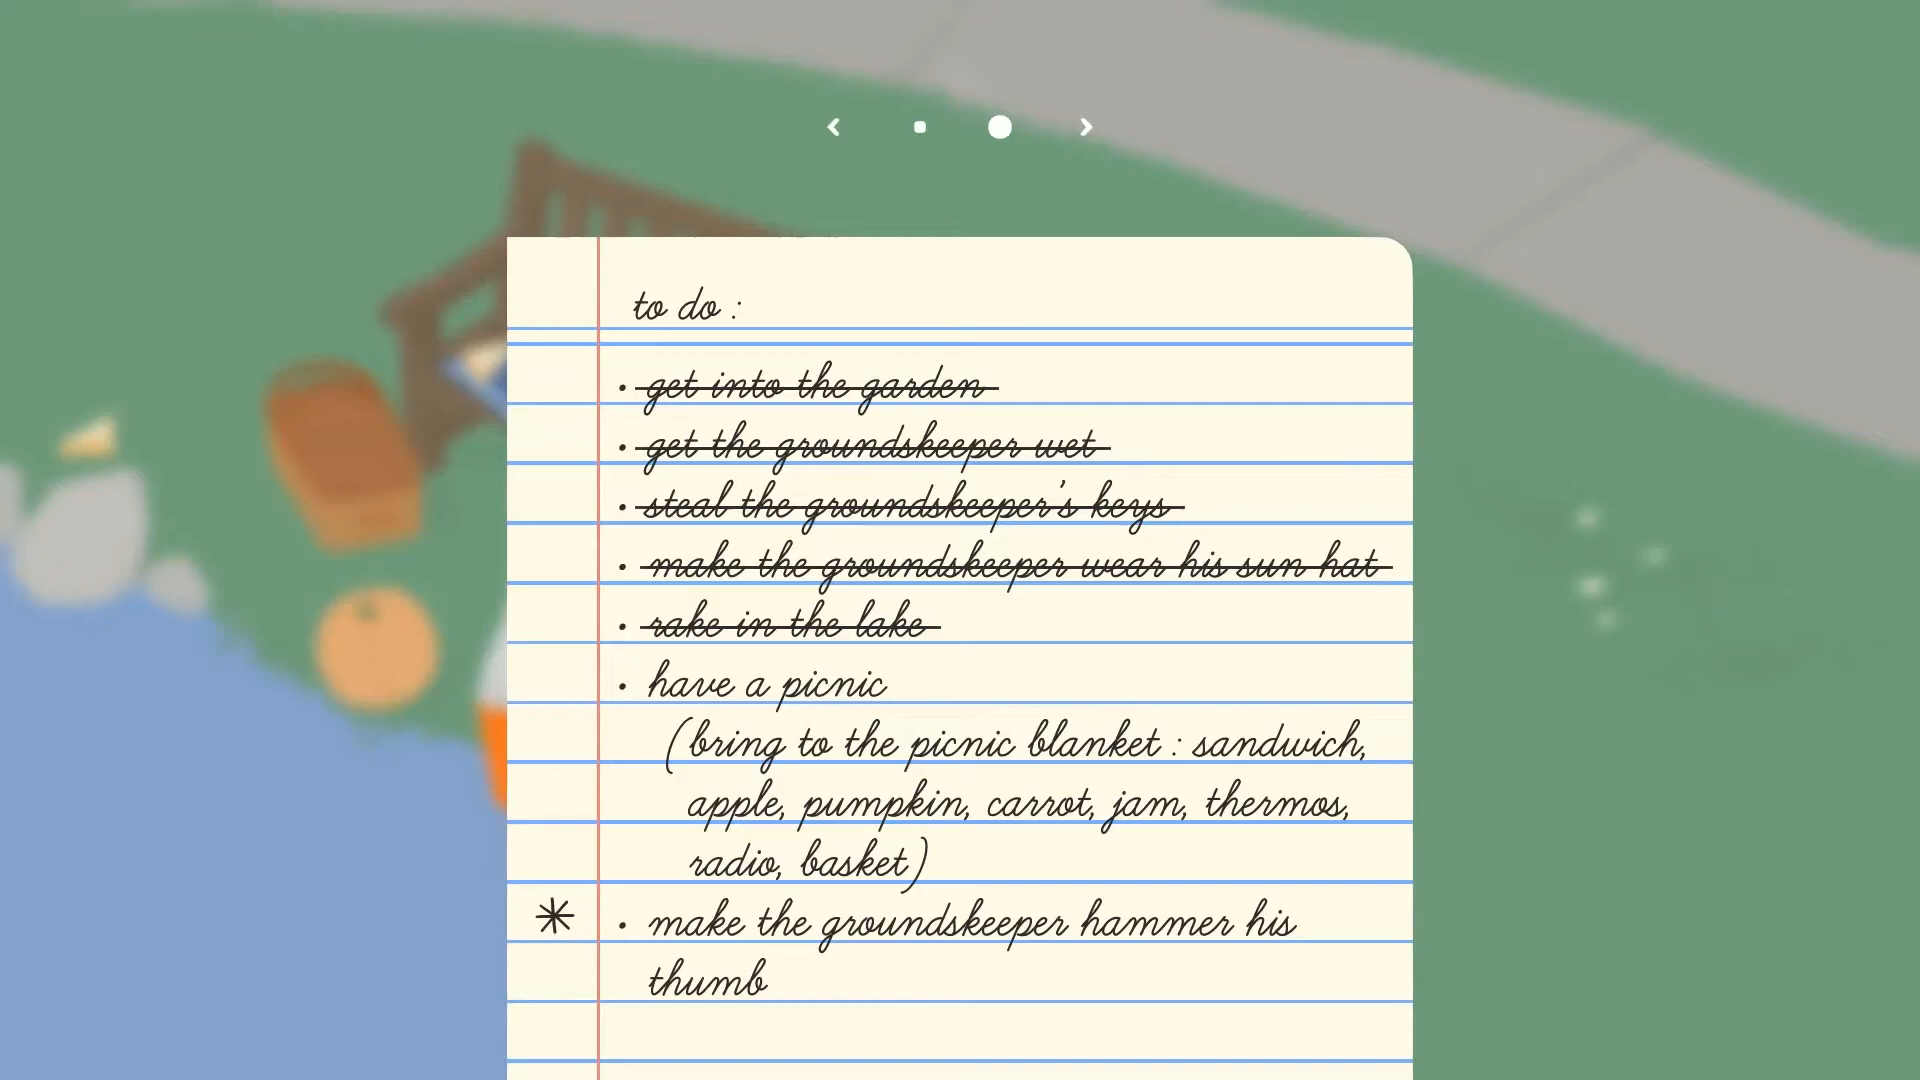 to do :
• get into the garden
• get the groundskeeper wet
• steal the groundskeeper's keys
• make the groundskeeper wear his sun hat
• rake in the lake
• have a picnic
(bring to the picnic blanket : sandwich,
apple, pumpkin, carrot, jam, thermos,
radio, basket)
• make the groundskeeper hammer his
thumb